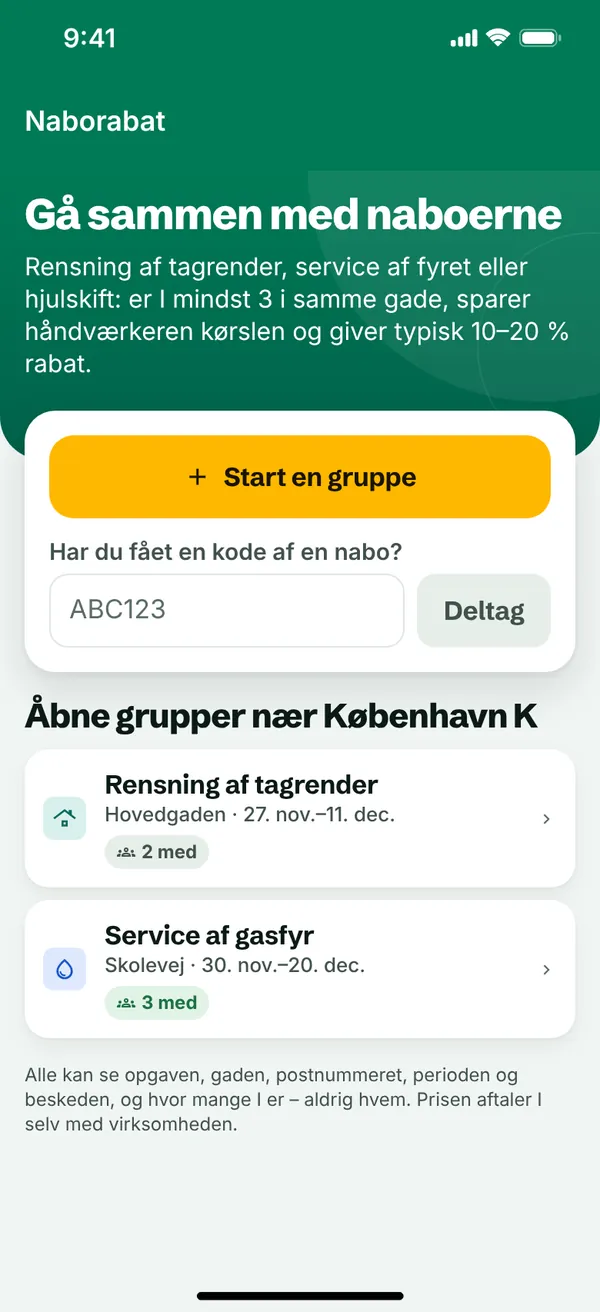 9:41
Naborabat
Gå sammen med naboerne
Rensning af tagrender, service af fyret eller
hjulskift: er I mindst 3 i samme gade, sparer
håndværkeren kørslen og giver typisk 10–20 %
rabat.
+ Start en gruppe
Har du fået en kode af en nabo?
ABC123
Deltag
Åbne grupper nær København K
Rensning af tagrender
Hovedgaden · 27. nov.–11. dec.
2 med
Service af gasfyr
Skolevej · 30. nov.–20. dec.
3 med
Alle kan se opgaven, gaden, postnummeret, perioden og
beskeden, og hvor mange I er – aldrig hvem. Prisen aftaler I
selv med virksomheden.